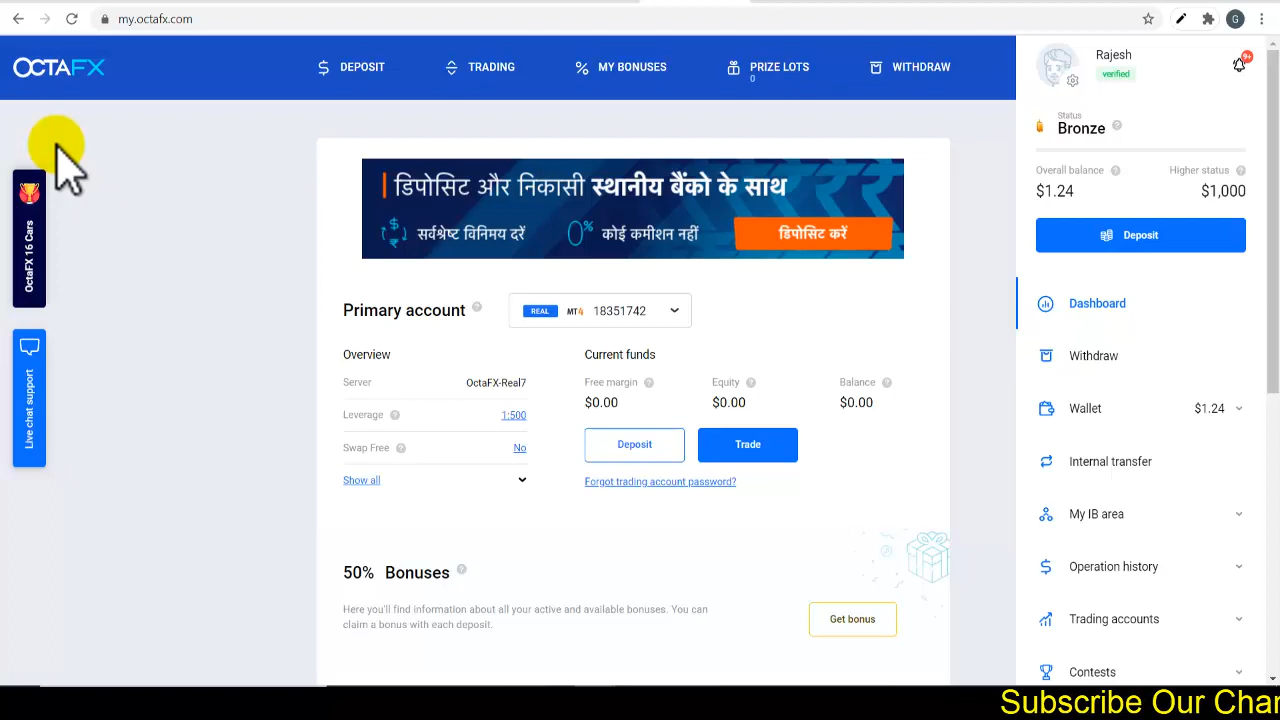 my.octafx.com
G
OCTAFX
DEPOSIT
TRADING
MY BONUSES
PRIZE LOTS
0
WITHDRAW
Rajesh
verified
9+
Status
Bronze
Overall balance
Higher status
$1.24
$1,000
Deposit
OctaFX 16 Cars
Live chat support
डिपोसिट और निकासी स्थानीय बैंको के साथ
सर्वश्रेष्ट विनिमय दरें
0% कोई कमीशन नहीं
डिपोसिट करें
Primary account
REAL MT4 18351742
Overview
Server OctaFX-Real7
Leverage 1:500
Swap Free No
Show all
Current funds
Free margin Equity Balance
$0.00 $0.00 $0.00
Deposit
Trade
Forgot trading account password?
50% Bonuses
Here you'll find information about all your active and available bonuses. You can
claim a bonus with each deposit.
Get bonus
Dashboard
Withdraw
Wallet $1.24
Internal transfer
My IB area
Operation history
Trading accounts
Contests
Subscribe Our Char